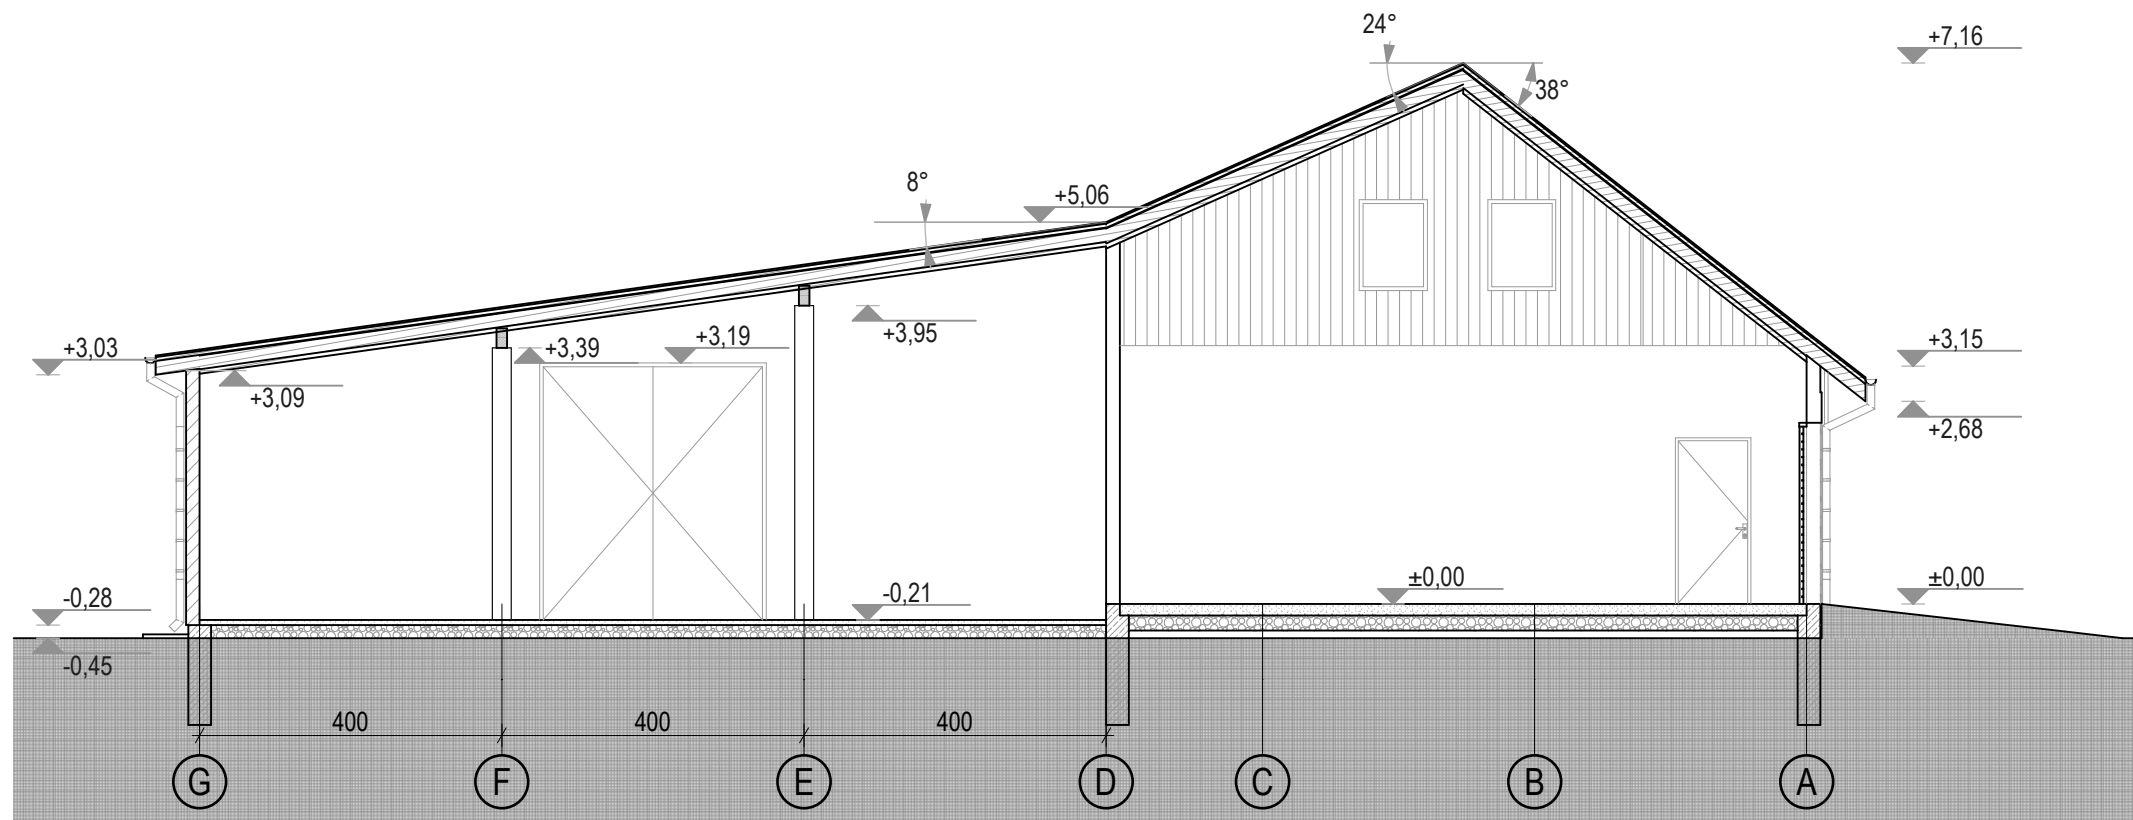 24°
+7,16
38°
8°
+5,06
+3,03
+3,39
+3,19
+3,95
+3,15
+3,09
+2,68
-0,28
-0,21
±0,00
±0,00
-0,45
400
400
400
G
F
E
D
C
B
A